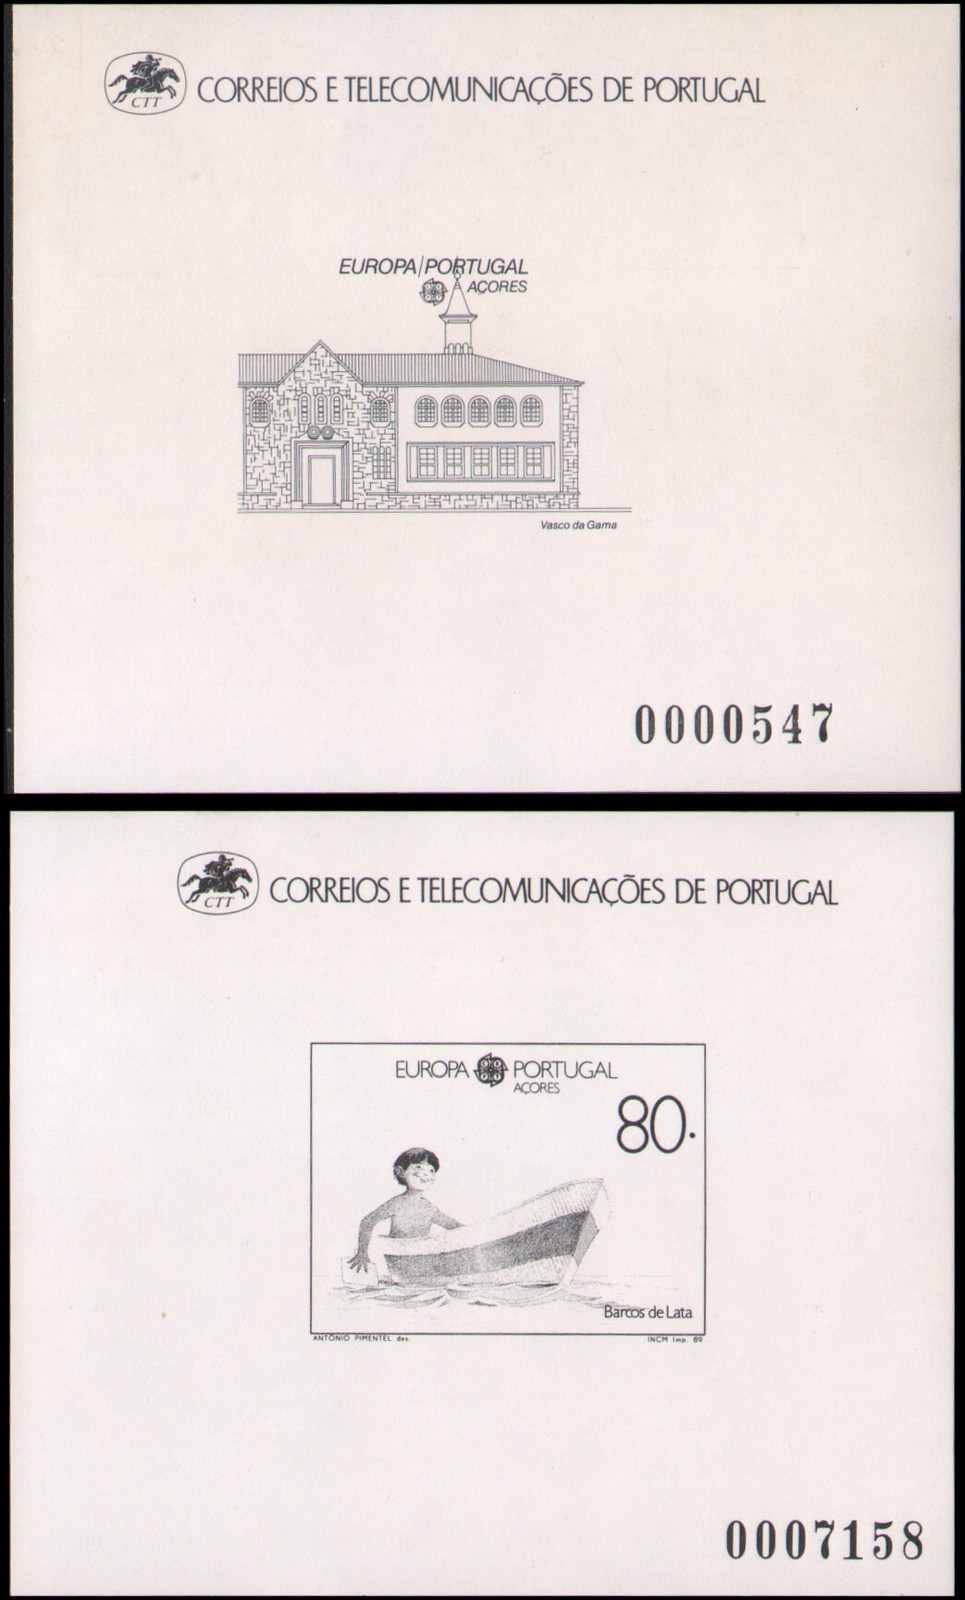 CTT
CORREIOS E TELECOMUNICAÇÕES DE PORTUGAL
EUROPA/PORTUGAL
AÇORES
Vasco da Gama
0000547
CTT
CORREIOS E TELECOMUNICAÇÕES DE PORTUGAL
EUROPA PORTUGAL
AÇORES
80.
Barcos de Lata
ANTÓNIO PIMENTEL des.
INCM Imp. 89
0007158